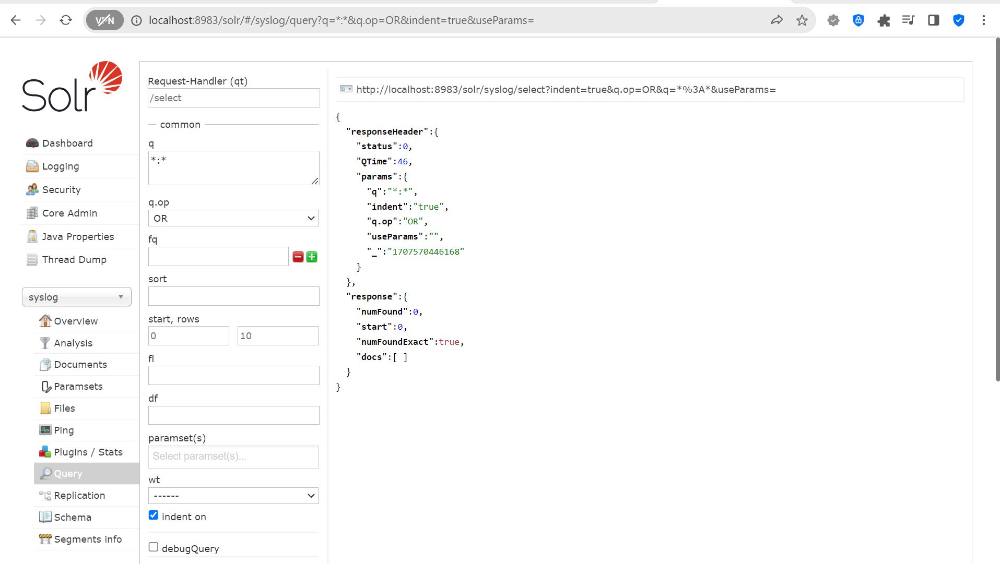 VPN
localhost:8983/solr/#/syslog/query?q=*:*&q.op=OR&indent=true&useParams=
Solr
Dashboard
Logging
Security
Core Admin
Java Properties
Thread Dump
syslog
Overview
Analysis
Documents
Paramsets
Files
Ping
Plugins / Stats
Query
Replication
Schema
Segments info
Request-Handler (qt)
/select
common
q
*:*
q.op
OR
fq
sort
start, rows
0 10
fl
df
paramset(s)
Select paramset(s)...
wt
------
indent on
debugQuery
http://localhost:8983/solr/syslog/select?indent=true&q.op=OR&q=*%3A*&useParams=
{
"responseHeader":{
"status":0,
"QTime":46,
"params":{
"q":"*:*",
"indent":"true",
"q.op":"OR",
"useParams":"",
"_":"1707570446168"
}
},
"response":{
"numFound":0,
"start":0,
"numFoundExact":true,
"docs":[ ]
}
}